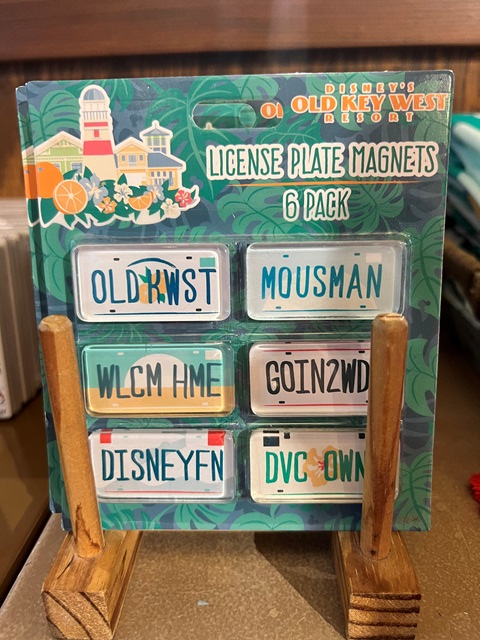 DISNEY'S
OLD KEY WEST
RESORT
LICENSE PLATE MAGNETS
6 PACK
OLD KWST
MOUSMAN
WLCM HME
GOIN2WD
DISNEYFN
DVC OWN